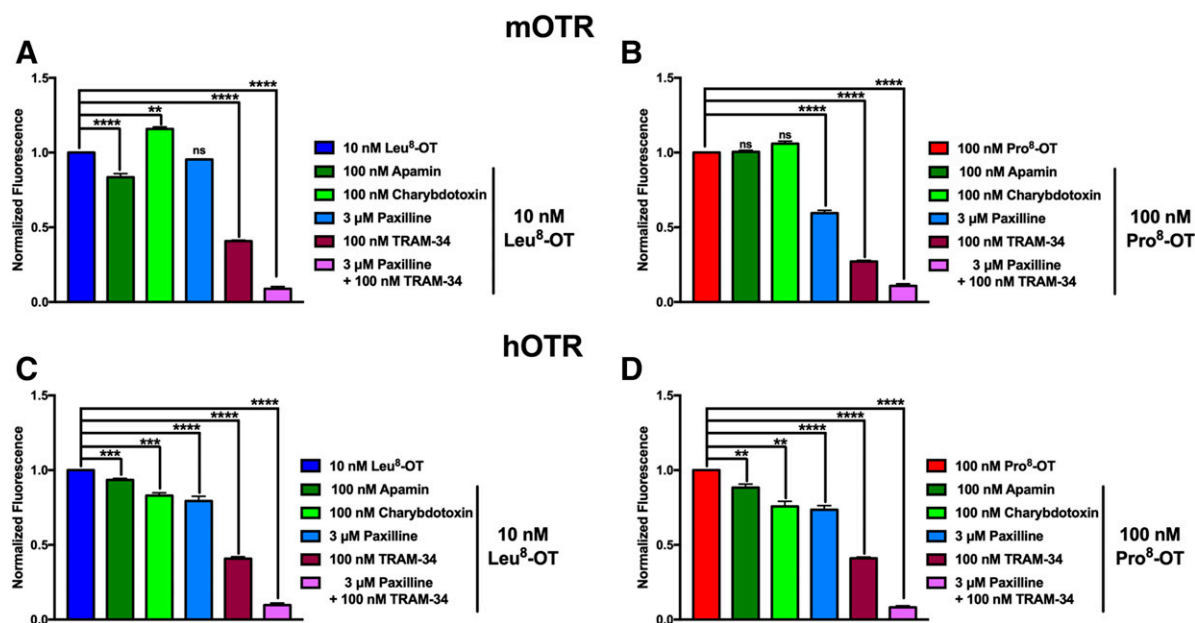 mOTR
A
Normalized Fluorescence
1.5
1.0
0.5
0.0
****
****
**
****
ns
10 nM Leu⁸-OT
100 nM Apamin
100 nM Charybdotoxin
3 µM Paxilline
100 nM TRAM-34
3 µM Paxilline
+ 100 nM TRAM-34
10 nM
Leu⁸-OT
B
Normalized Fluorescence
1.5
1.0
0.5
0.0
****
****
****
ns
ns
100 nM Pro⁸-OT
100 nM Apamin
100 nM Charybdotoxin
3 µM Paxilline
100 nM TRAM-34
3 µM Paxilline
+ 100 nM TRAM-34
100 nM
Pro⁸-OT
hOTR
C
Normalized Fluorescence
1.5
1.0
0.5
0.0
****
****
****
***
***
10 nM Leu⁸-OT
100 nM Apamin
100 nM Charybdotoxin
3 µM Paxilline
100 nM TRAM-34
3 µM Paxilline
+ 100 nM TRAM-34
10 nM
Leu⁸-OT
D
Normalized Fluorescence
1.5
1.0
0.5
0.0
****
****
****
**
**
100 nM Pro⁸-OT
100 nM Apamin
100 nM Charybdotoxin
3 µM Paxilline
100 nM TRAM-34
3 µM Paxilline
+ 100 nM TRAM-34
100 nM
Pro⁸-OT